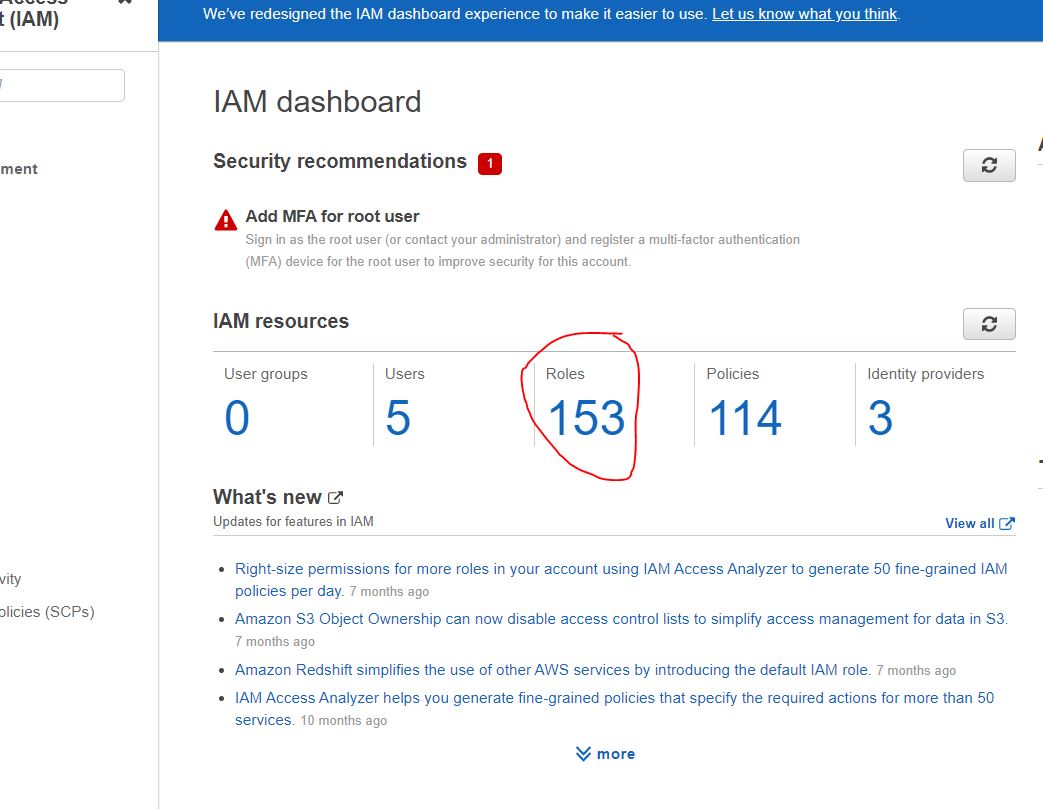 Access
t (IAM)
ment
vity
olicies (SCPs)
We've redesigned the IAM dashboard experience to make it easier to use. Let us know what you think.
IAM dashboard
Security recommendations 1
Add MFA for root user
Sign in as the root user (or contact your administrator) and register a multi-factor authentication
(MFA) device for the root user to improve security for this account.
IAM resources
User groups Users Roles Policies Identity providers
0 5 153 114 3
What's new
Updates for features in IAM View all
Right-size permissions for more roles in your account using IAM Access Analyzer to generate 50 fine-grained IAM
policies per day. 7 months ago
Amazon S3 Object Ownership can now disable access control lists to simplify access management for data in S3.
7 months ago
Amazon Redshift simplifies the use of other AWS services by introducing the default IAM role. 7 months ago
IAM Access Analyzer helps you generate fine-grained policies that specify the required actions for more than 50
services. 10 months ago
more